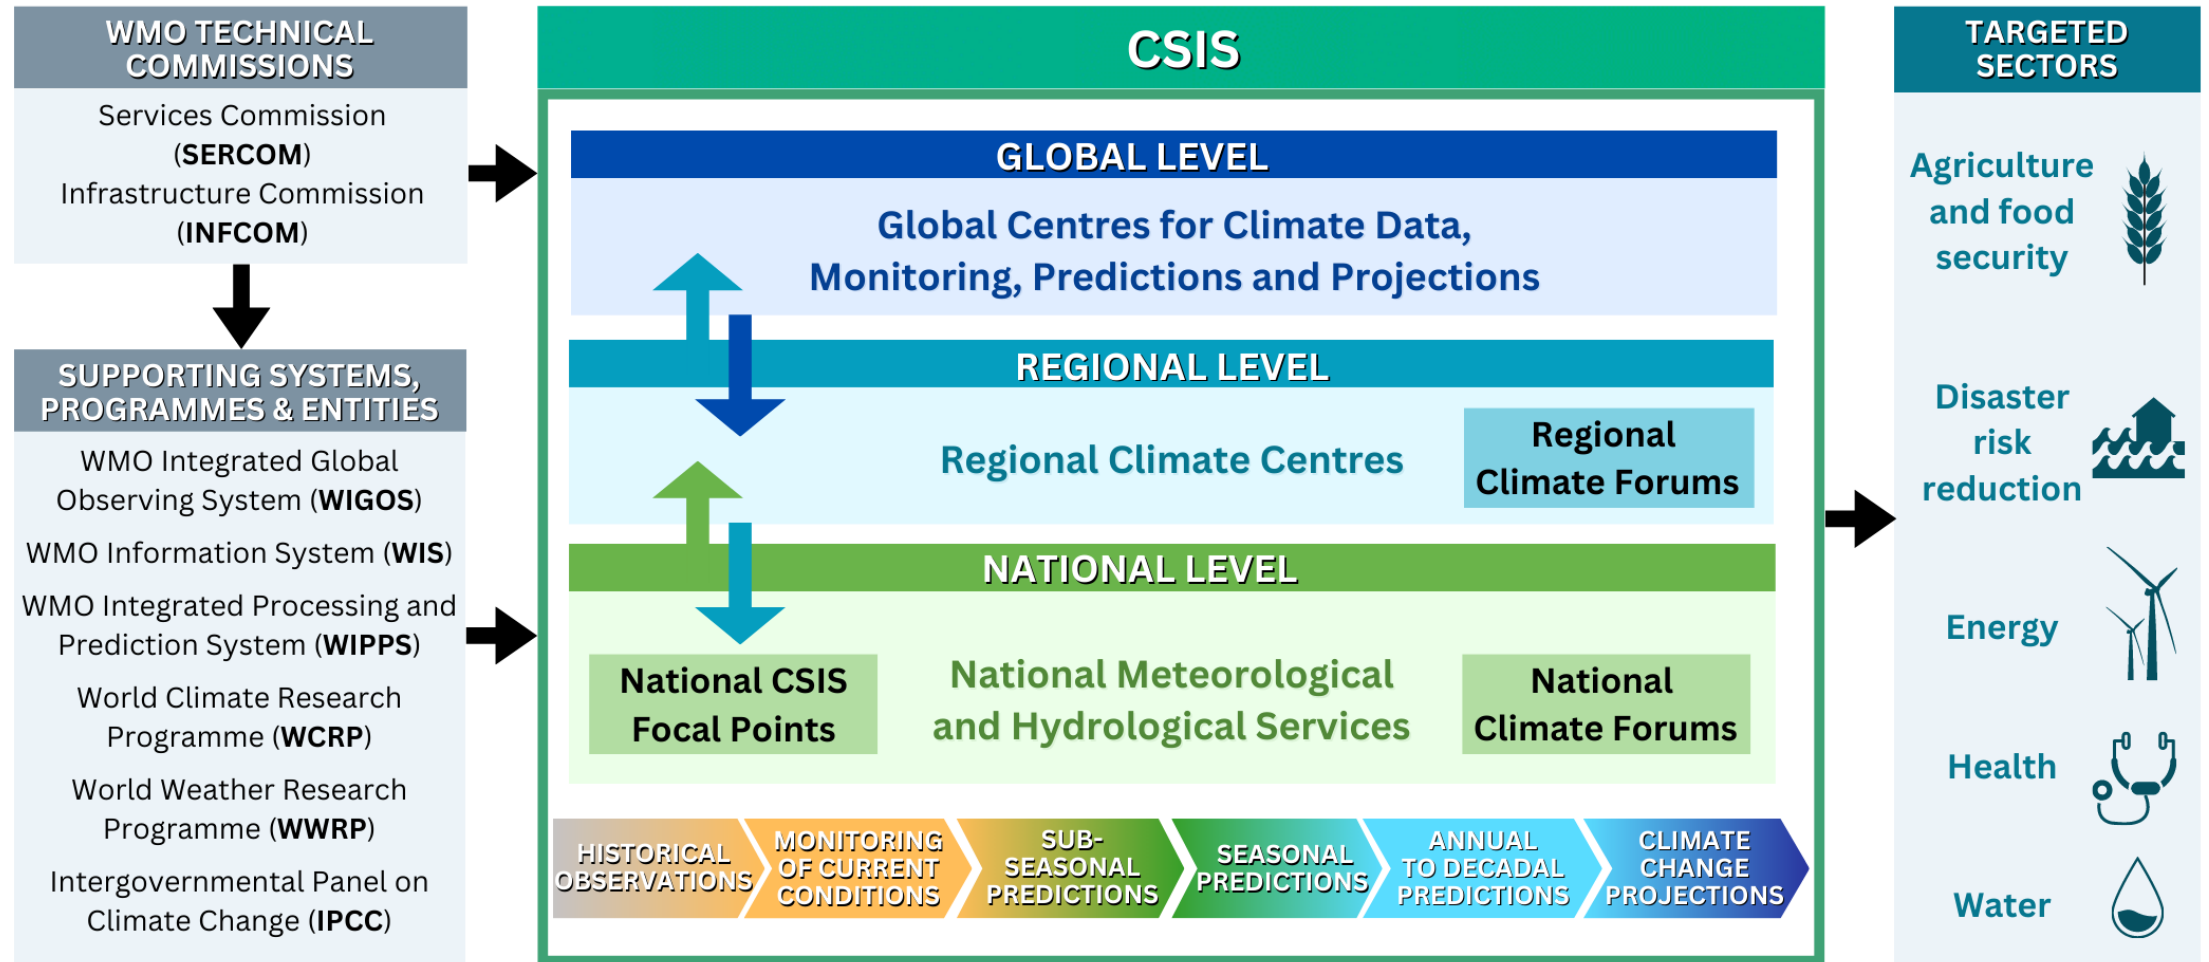 WMO TECHNICAL
COMMISSIONS
Services Commission
(SERCOM)
Infrastructure Commission
(INFCOM)
SUPPORTING SYSTEMS,
PROGRAMMES & ENTITIES
WMO Integrated Global
Observing System (WIGOS)
WMO Information System (WIS)
WMO Integrated Processing and
Prediction System (WIPPS)
World Climate Research
Programme (WCRP)
World Weather Research
Programme (WWRP)
Intergovernmental Panel on
Climate Change (IPCC)
CSIS
GLOBAL LEVEL
Global Centres for Climate Data,
Monitoring, Predictions and Projections
REGIONAL LEVEL
Regional Climate Centres
Regional
Climate Forums
NATIONAL LEVEL
National CSIS
Focal Points
National Meteorological
and Hydrological Services
National
Climate Forums
HISTORICAL
OBSERVATIONS
MONITORING
OF CURRENT
CONDITIONS
SUB-
SEASONAL
PREDICTIONS
SEASONAL
PREDICTIONS
ANNUAL
TO DECADAL
PREDICTIONS
CLIMATE
CHANGE
PROJECTIONS
TARGETED
SECTORS
Agriculture
and food
security
Disaster
risk
reduction
Energy
Health
Water